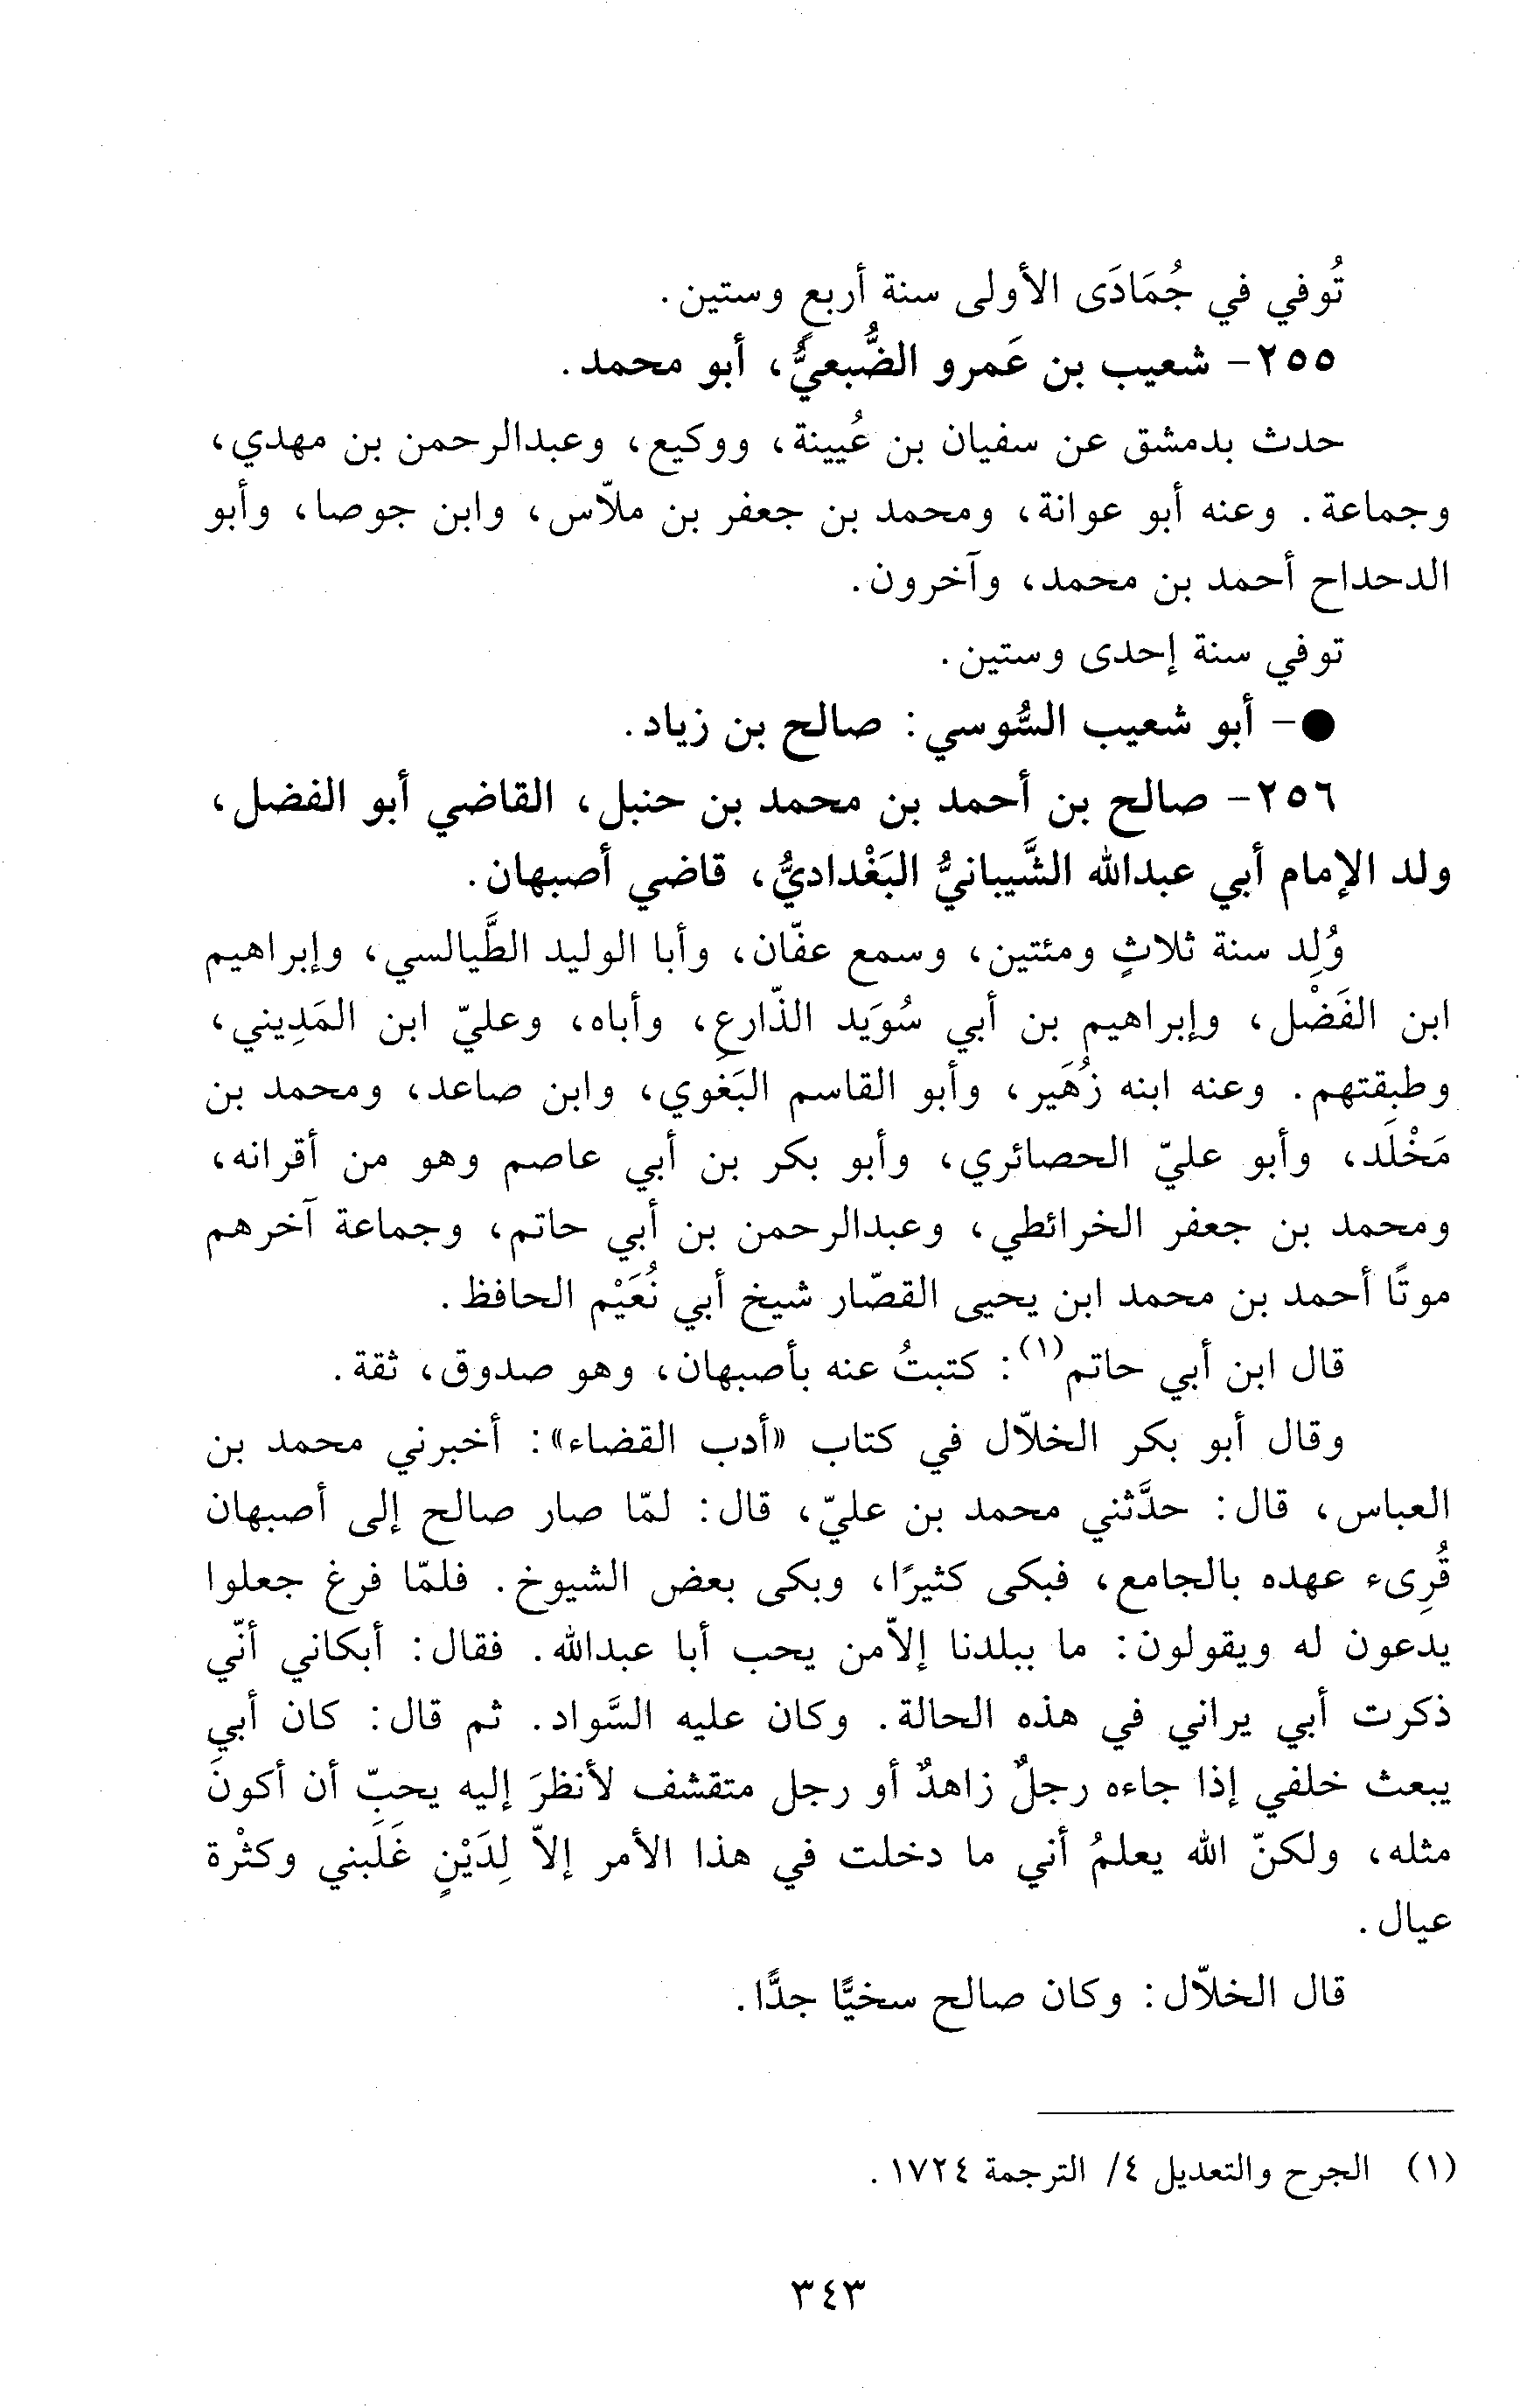 تُوفي في جُمَادَى الأولى سنة أربعٍ وستين.
٢٥٥- شعيب بن عَمرو الضُّبعيُّ، أبو محمد.
حدث بدمشق عن سفيان بن عُيينة، ووكيع، وعبدالرحمن بن مهدي،
وجماعة. وعنه أبو عوانة، ومحمد بن جعفر بن ملاّس، وابن جوصا، وأبو
الدحداح أحمد بن محمد، وآخرون.
توفي سنة إحدى وستين.
●- أبو شعيب السُّوسي: صالح بن زياد.
٢٥٦- صالح بن أحمد بن محمد بن حنبل، القاضي أبو الفضل،
ولد الإمام أبي عبدالله الشَّيبانيُّ البَغْداديُّ، قاضي أصبهان.
وُلِد سنة ثلاثٍ ومئتين، وسمع عفّان، وأبا الوليد الطَّيالسي، وإبراهيم
ابن الفَضْل، وإبراهيم بن أبي سُوَيد الذّارعِ، وأباه، وعليّ ابن المَدِيني،
وطبقتهم. وعنه ابنه زُهَير، وأبو القاسم البَغَوي، وابن صاعد، ومحمد بن
مَخْلَد، وأبو عليّ الحصائري، وأبو بكر بن أبي عاصم وهو من أقرانه،
ومحمد بن جعفر الخرائطي، وعبدالرحمن بن أبي حاتم، وجماعة آخرهم
موتًا أحمد بن محمد ابن يحيى القصّار شيخ أبي نُعَيْم الحافظ.
قال ابن أبي حاتم(١): كتبتُ عنه بأصبهان، وهو صدوق، ثقة.
وقال أبو بكر الخلاّل في كتاب «أدب القضاء»: أخبرني محمد بن
العباس، قال: حدَّثني محمد بن عليّ، قال: لمّا صار صالح إلى أصبهان
قُرِىء عهده بالجامع، فبكى كثيرًا، وبكى بعض الشيوخ. فلمّا فرغ جعلوا
يدعون له ويقولون: ما ببلدنا إلاّمن يحب أبا عبدالله. فقال: أبكاني أنّي
ذكرت أبي يراني في هذه الحالة. وكان عليه السَّواد. ثم قال: كان أبي
يبعث خلفي إذا جاءه رجلٌ زاهدٌ أو رجل متقشف لأنظرَ إليه يحبّ أن أكونَ
مثله، ولكنّ الله يعلمُ أني ما دخلت في هذا الأمر إلاّ لِدَيْنٍ غَلَبني وكثْرة
عيال.
قال الخلاّل: وكان صالح سخيًّا جدًّا.
(١) الجرح والتعديل ٤/ الترجمة ١٧٢٤.
٣٤٣